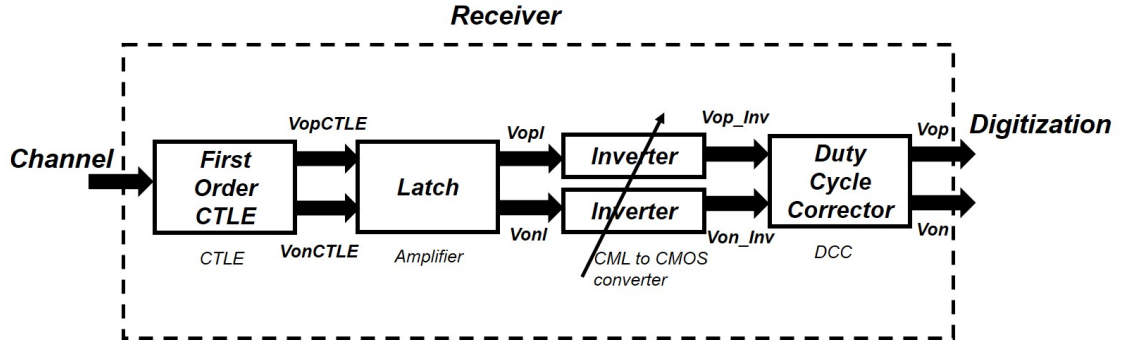 Receiver
Channel
First
Order
CTLE
CTLE
VopCTLE
VonCTLE
Latch
Amplifier
Vopl
Vonl
Inverter
Inverter
CML to CMOS
converter
Vop_Inv
Von_Inv
Duty
Cycle
Corrector
DCC
Vop
Von
Digitization